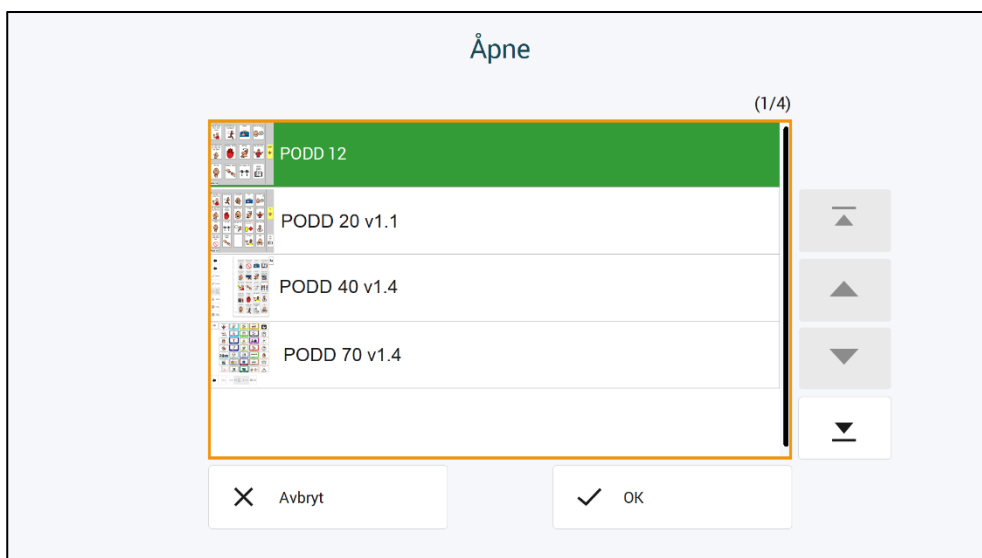 Åpne
(1/4)
PODD 12
PODD 20 v1.1
PODD 40 v1.4
PODD 70 v1.4
Avbryt
OK